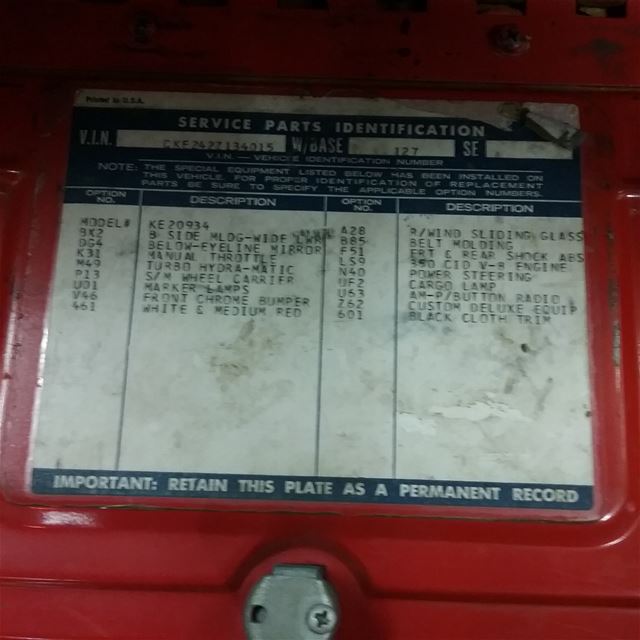 Printed in U.S.A.
SERVICE PARTS IDENTIFICATION
V.I.N. CKE242Z134015 W/BASE 127 SE
V.I.N. — VEHICLE IDENTIFICATION NUMBER
NOTE: THE SPECIAL EQUIPMENT LISTED BELOW HAS BEEN INSTALLED ON
THIS VEHICLE. FOR PROPER IDENTIFICATION OF REPLACEMENT
PARTS BE SURE TO SPECIFY THE APPLICABLE OPTION NUMBERS.
OPTION NO. DESCRIPTION OPTION NO. DESCRIPTION
MODEL# KE20934 A28 R/WIND SLIDING GLASS
BX2 B/SIDE MLDG-WIDE LWR B85 BELT MOLDING
DG4 BELOW-EYELINE MIRROR F51 FRT & REAR SHOCK ABS
K31 MANUAL THROTTLE LS9 350 CID V-8 ENGINE
M49 TURBO HYDRA-MATIC N40 POWER STEERING
P13 S/M WHEEL CARRIER UF2 CARGO LAMP
U01 MARKER LAMPS U63 AM-P/BUTTON RADIO
V46 FRONT CHROME BUMPER Z62 CUSTOM DELUXE EQUIP
461 WHITE & MEDIUM RED 601 BLACK CLOTH TRIM
IMPORTANT: RETAIN THIS PLATE AS A PERMANENT RECORD